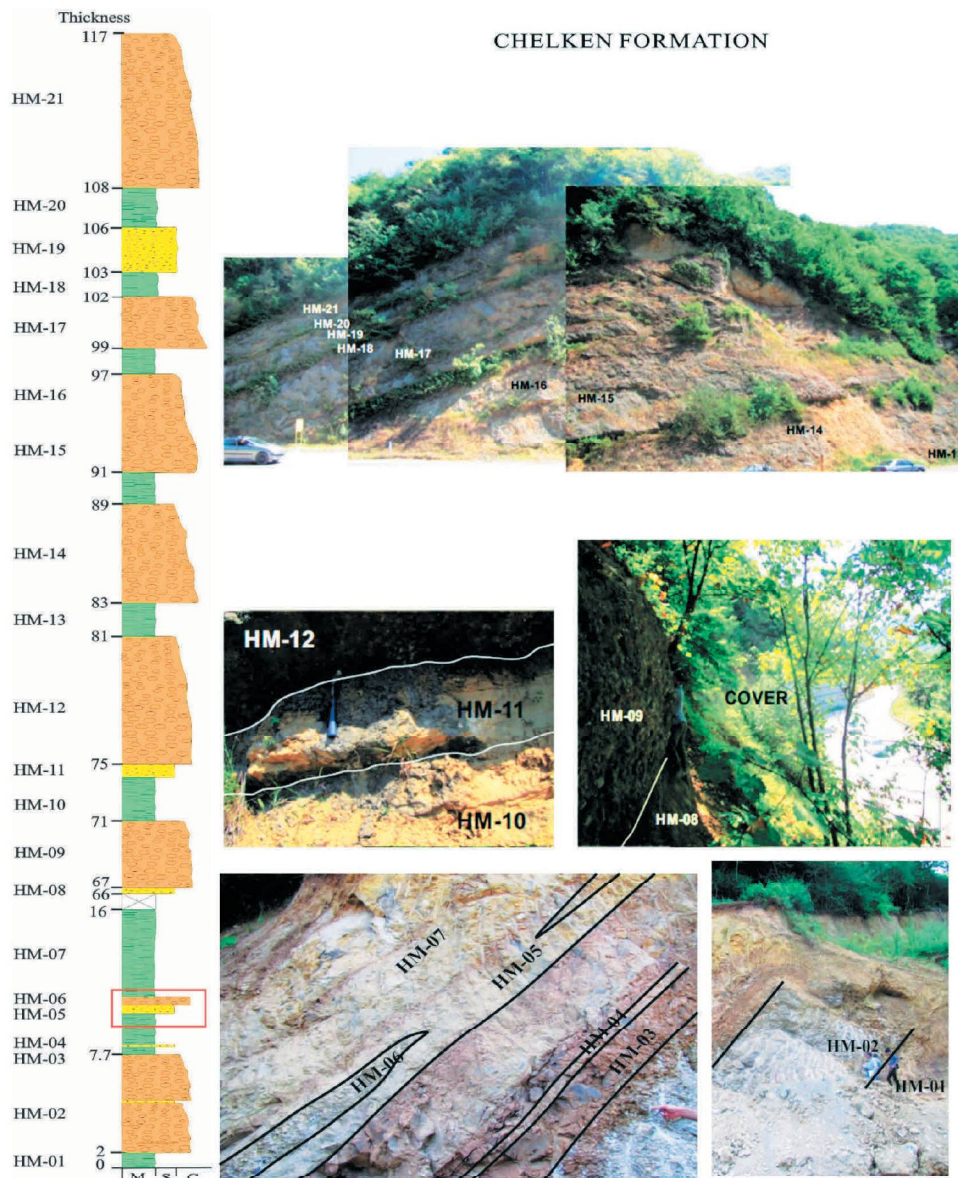 Thickness
CHELKEN FORMATION
117
HM-21
108
HM-20
106
HM-19
103
HM-18
102
HM-17
99
97
HM-16
HM-15
91
89
HM-14
83
HM-13
81
HM-12
75
HM-11
HM-10
71
HM-09
67
HM-08
66
16
HM-07
HM-06
HM-05
HM-04
HM-03
7.7
HM-02
2
HM-01
0
M S G
HM-21
HM-20
HM-19
HM-18
HM-17
HM-16
HM-15
HM-14
HM-1
HM-12
HM-11
HM-10
HM-09
COVER
HM-08
HM-07
HM-05
HM-06
HM-04
HM-03
HM-02
HM-01